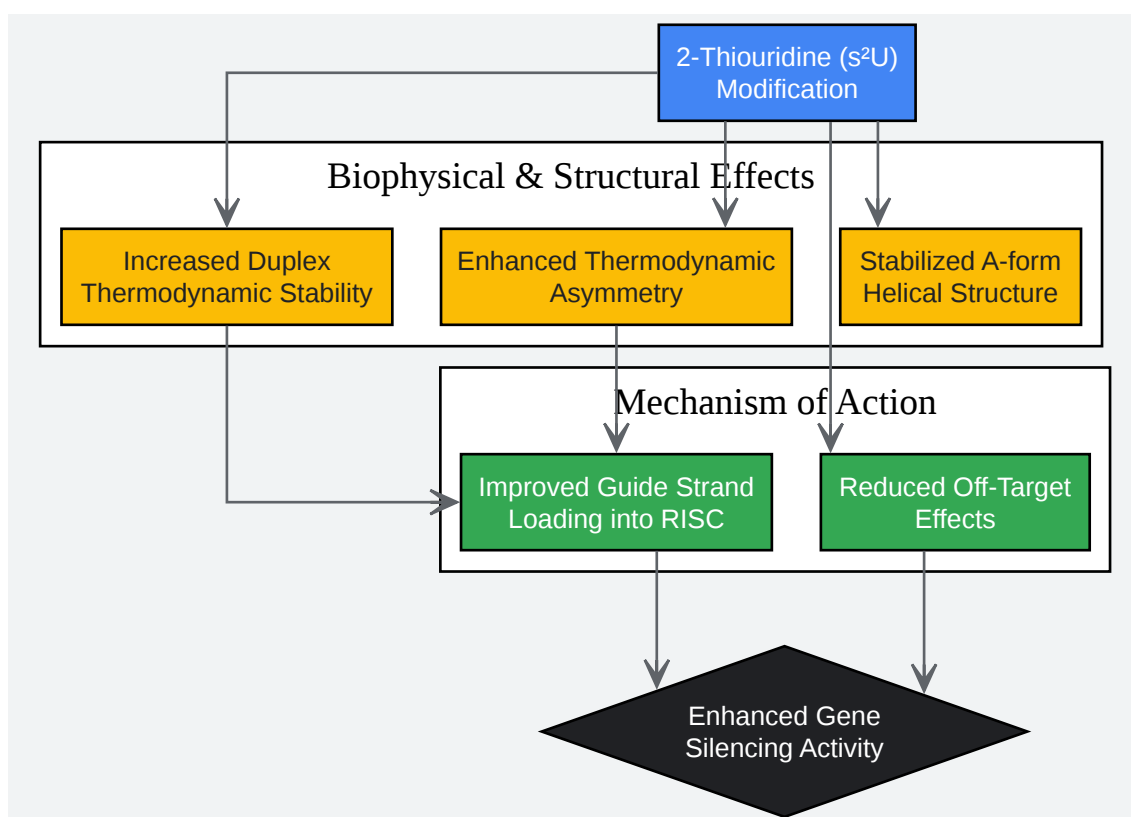 2-Thiouridine (s²U)
Modification
Biophysical & Structural Effects
Increased Duplex
Thermodynamic Stability
Enhanced Thermodynamic
Asymmetry
Stabilized A-form
Helical Structure
Mechanism of Action
Improved Guide Strand
Loading into RISC
Reduced Off-Target
Effects
Enhanced Gene
Silencing Activity